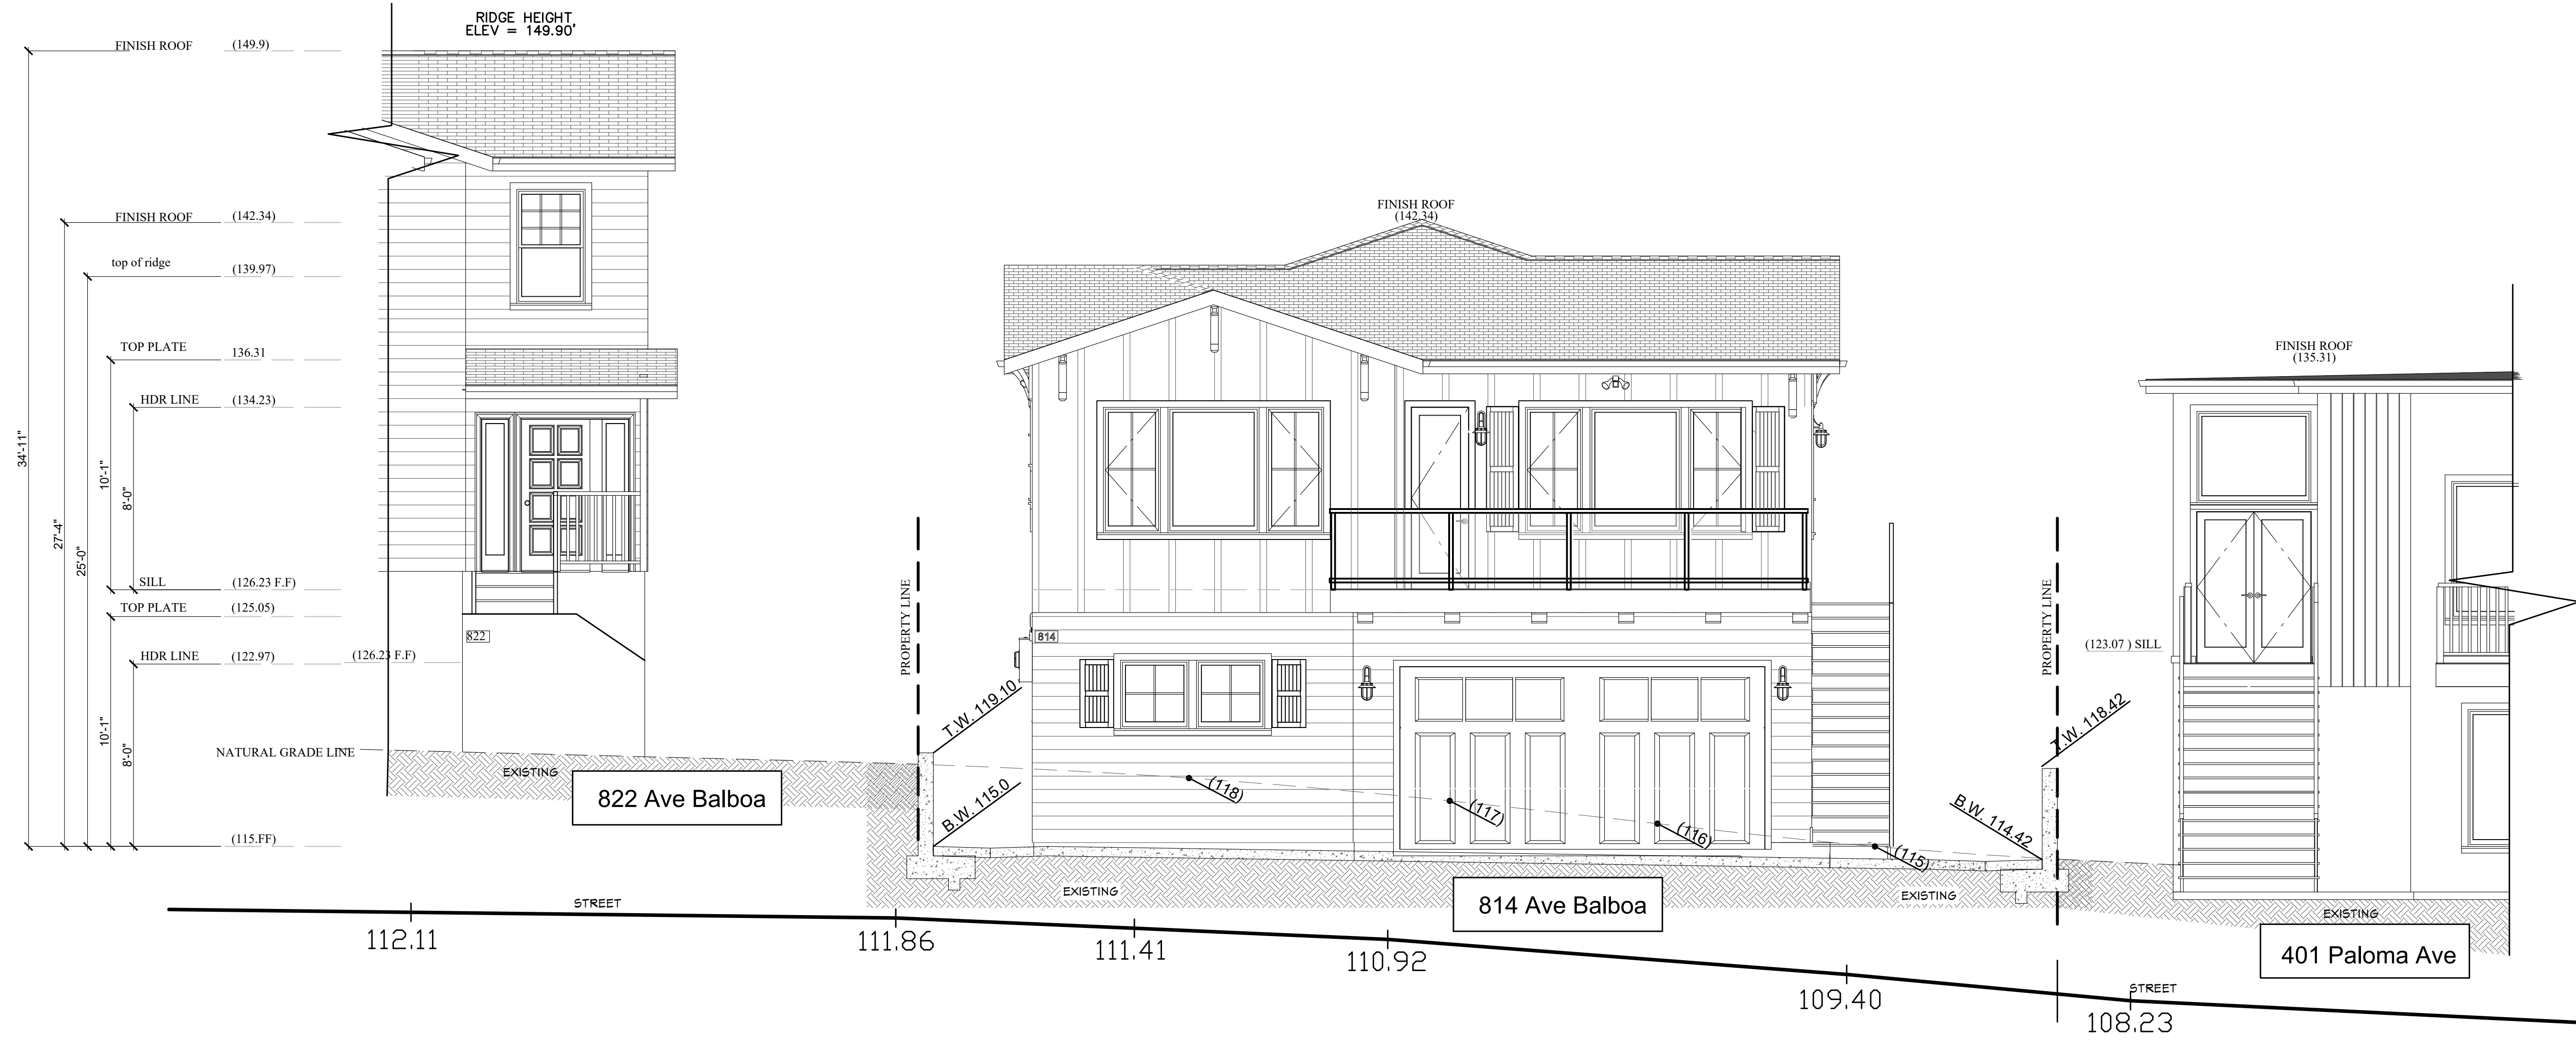 RIDGE HEIGHT
ELEV = 149.90'
FINISH ROOF (149.9)
FINISH ROOF (142.34)
top of ridge (139.97)
TOP PLATE 136.31
HDR LINE (134.23)
SILL (126.23 F.F)
TOP PLATE (125.05)
HDR LINE (122.97)
(126.23 F.F)
NATURAL GRADE LINE
(115.FF)
34'-11"
27'-4"
25'-0"
10'-1"
8'-0"
10'-1"
8'-0"
822
EXISTING
822 Ave Balboa
PROPERTY LINE
T.W. 119.10
B.W. 115.0
FINISH ROOF
(142.34)
814
(118)
(117)
(116)
(115)
EXISTING
814 Ave Balboa
EXISTING
B.W. 114.42
T.W. 118.42
PROPERTY LINE
FINISH ROOF
(135.31)
(123.07 ) SILL
EXISTING
401 Paloma Ave
STREET
112.11
111.86
111.41
110.92
109.40
STREET
108.23